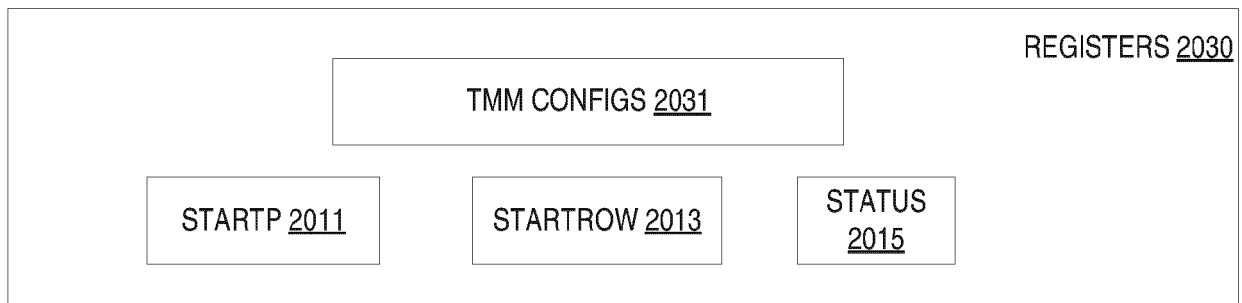 REGISTERS 2030
TMM CONFIGS 2031
STARTP 2011
STARTROW 2013
STATUS
2015